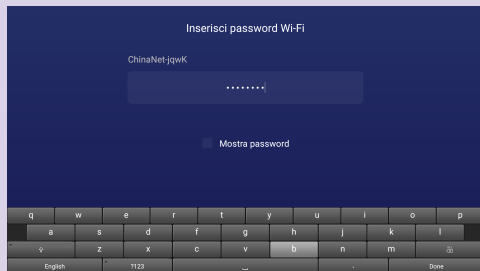 Inserisci password Wi-Fi
ChinaNet-jqwK
••••••••
Mostra password
q w e r t y u i o p
a s d f g h j k l
z x c v b n m
English ?123 Done